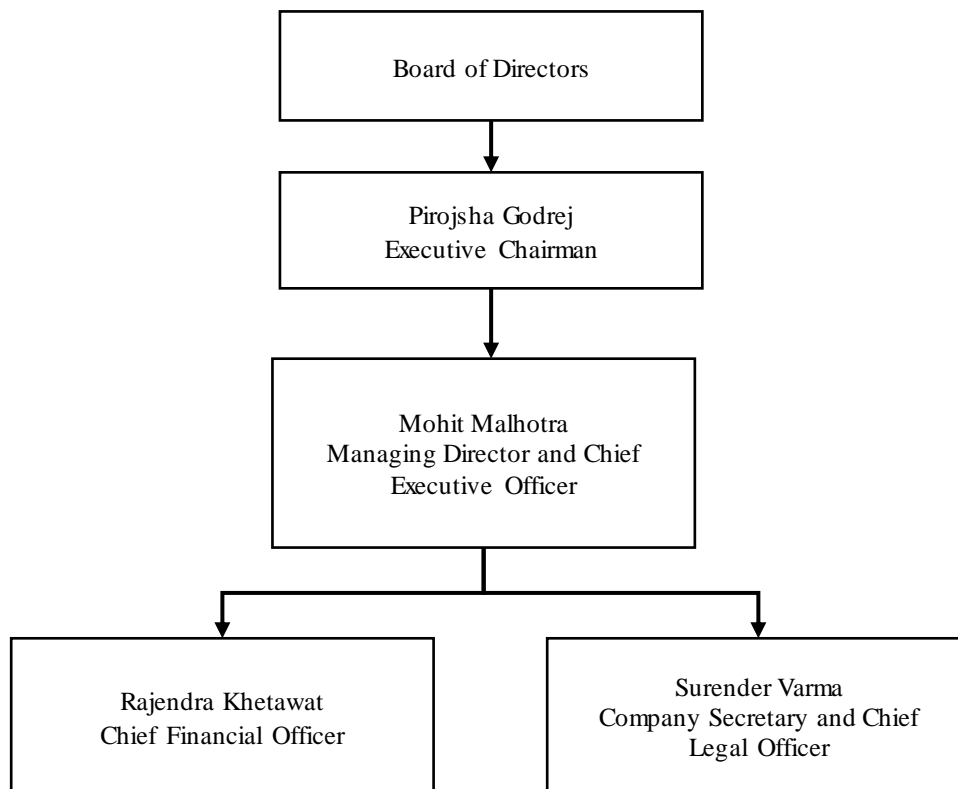 Board of Directors
Pirojsha Godrej
Executive Chairman
Mohit Malhotra
Managing Director and Chief
Executive Officer
Rajendra Khetawat
Chief Financial Officer
Surender Varma
Company Secretary and Chief
Legal Officer